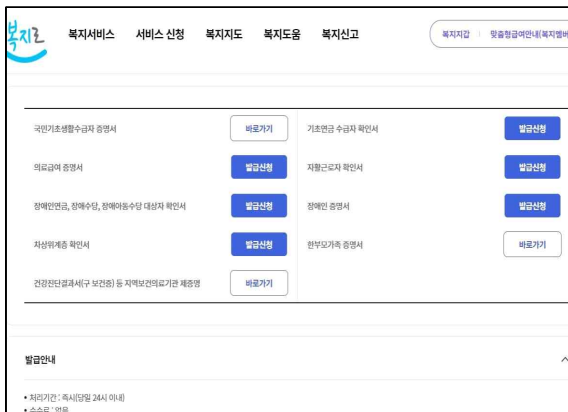 복지로 복지서비스 서비스 신청 복지지도 복지도움 복지신고 복지지갑 맞춤형급여안내(복지멤버
국민기초생활수급자 증명서 바로가기 기초연금 수급자 확인서 발급신청
의료급여 증명서 발급신청 자활근로자 확인서 발급신청
장애인연금, 장애수당, 장애아동수당 대상자 확인서 발급신청 장애인 증명서 발급신청
차상위계층 확인서 발급신청 한부모가족 증명서 바로가기
건강진단결과서(구 보건증) 등 지역보건의료기관 제증명 바로가기
발급안내
• 처리기간 : 즉시(당일 24시 이내)
• 수수료 : 없음